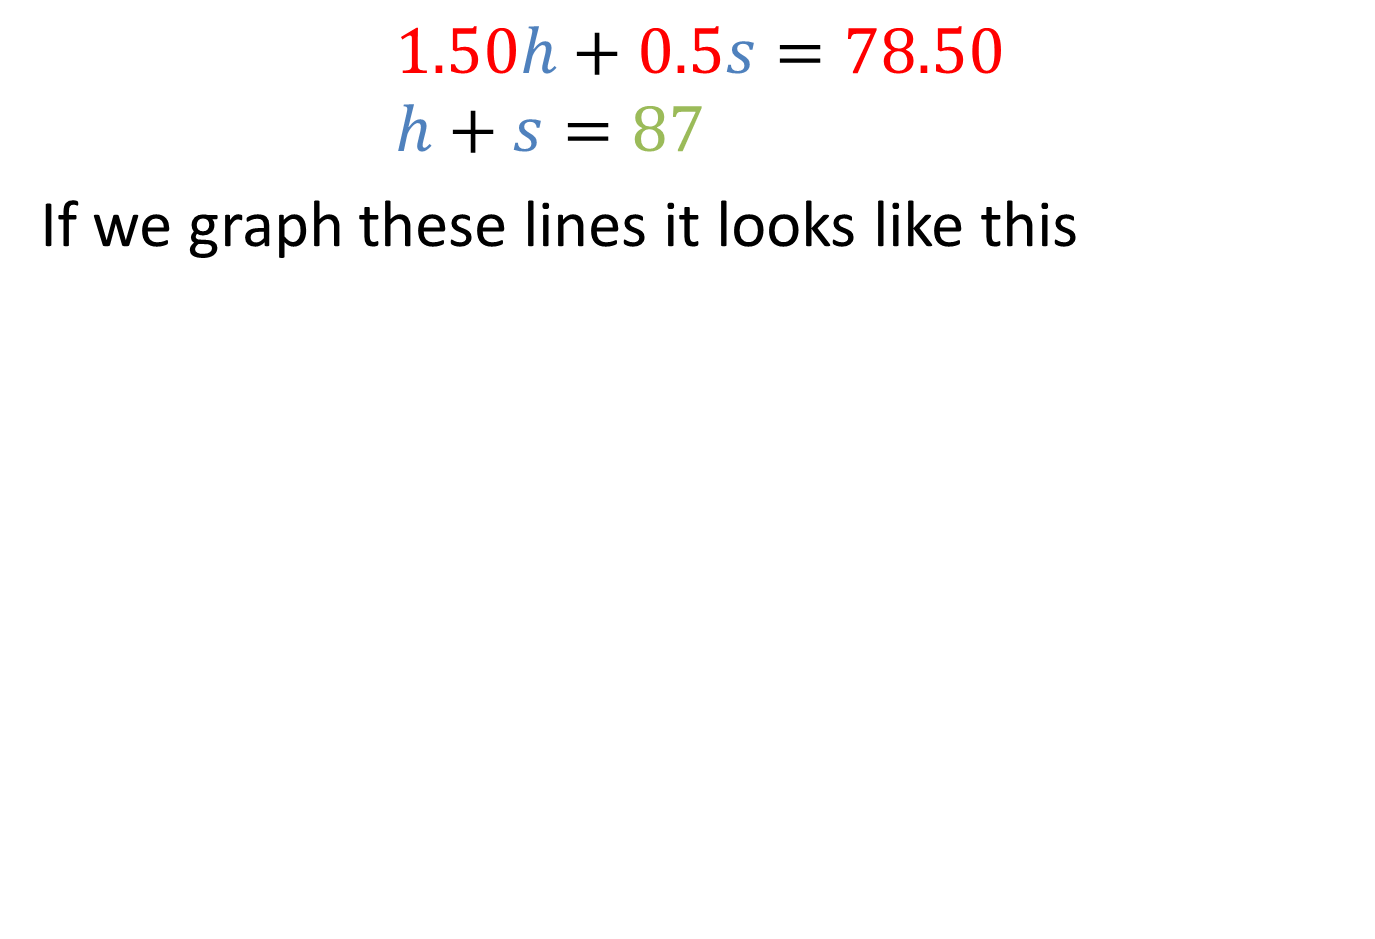 1.50h + 0.5s = 78.50
h + s = 87
If we graph these lines it looks like this